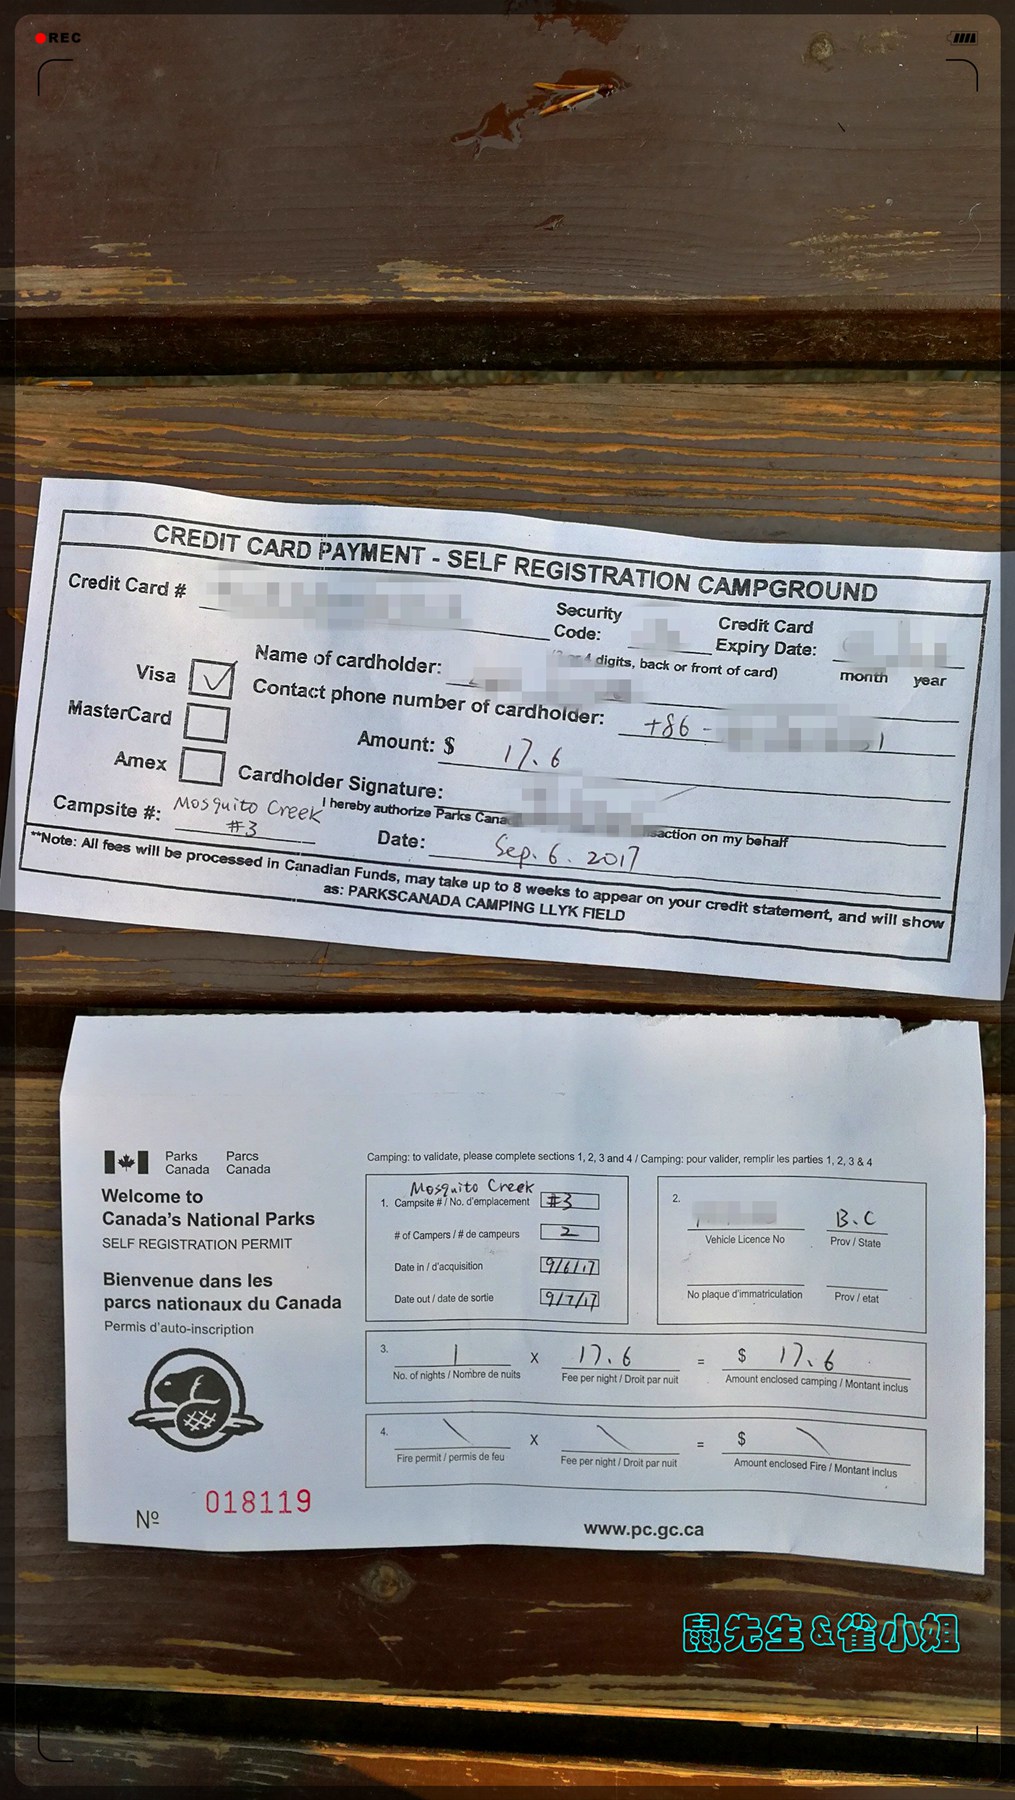 REC
CREDIT CARD PAYMENT - SELF REGISTRATION CAMPGROUND
Credit Card #
Security Code:
Credit Card Expiry Date:
4 digits, back or front of card)
month year
Visa ✓
Name of cardholder:
MasterCard
Contact phone number of cardholder: +86 -
Amex
Amount: $ 17.6
Cardholder Signature:
I hereby authorize Parks saction on my behalf
Campsite #: Mosquito Creek
#3
Date: Sep. 6. 2017
**Note: All fees will be processed in Canadian Funds, may take up to 8 weeks to appear on your credit statement, and will show
as: PARKSCANADA CAMPING LLYK FIELD
Parks Canada
Parcs Canada
Welcome to
Canada's National Parks
SELF REGISTRATION PERMIT
Bienvenue dans les
parcs nationaux du Canada
Permis d'auto-inscription
Nº 018119
Camping: to validate, please complete sections 1, 2, 3 and 4 / Camping: pour valider, remplir les parties 1, 2, 3 & 4
Mosquito Creek
1. Campsite # / No. d'emplacement #3
# of Campers / # de campeurs 2
Date in / d'acquisition 9/6/17
Date out / date de sortie 9/7/17
2.
B.C
Vehicle Licence No Prov / State
No plaque d'immatriculation Prov / etat
3. 1 x 17.6 = $ 17.6
No. of nights / Nombre de nuits Fee per night / Droit par nuit Amount enclosed camping / Montant inclus
4. \ x \ = $ \
Fire permit / permis de feu Fee per night / Droit par nuit Amount enclosed Fire / Montant inclus
www.pc.gc.ca
鼠先生&雀小姐